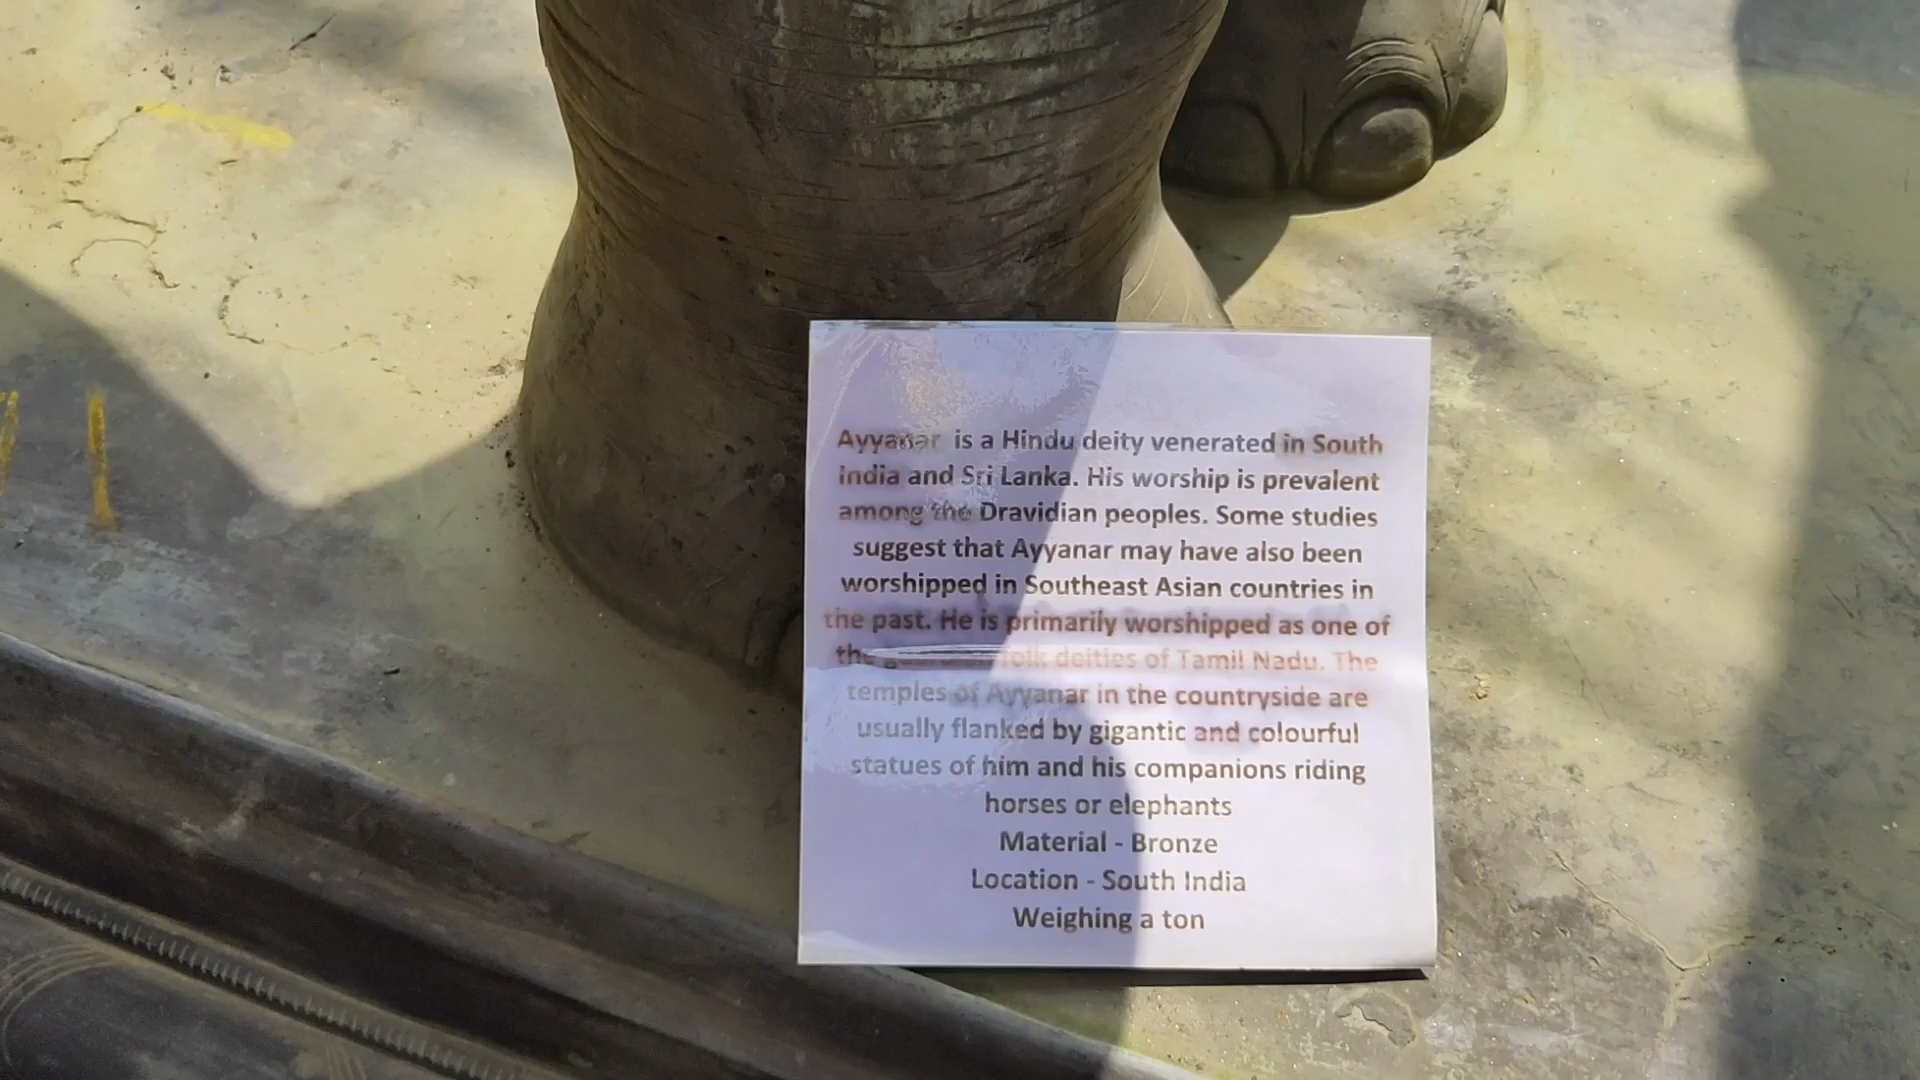 Ayyanar is a Hindu deity venerated in South
India and Sri Lanka. His worship is prevalent
among the Dravidian peoples. Some studies
suggest that Ayyanar may have also been
worshipped in Southeast Asian countries in
the past. He is primarily worshipped as one of
the folk deities of Tamil Nadu. The
temples of Ayyanar in the countryside are
usually flanked by gigantic and colourful
statues of him and his companions riding
horses or elephants
Material - Bronze
Location - South India
Weighing a ton